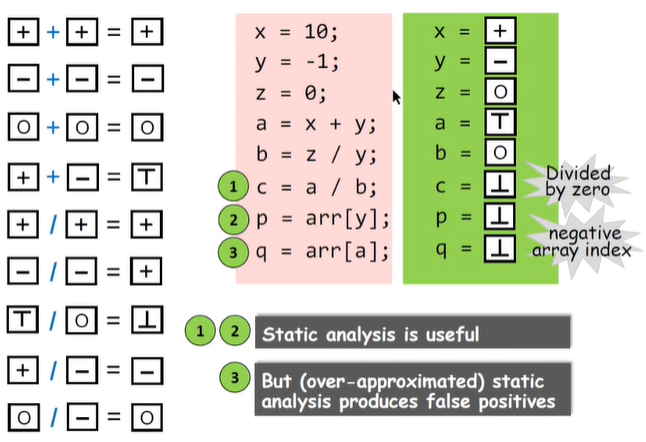 + + + = +
- + - = -
O + O = O
+ + - = ⊤
+ / + = +
- / - = +
⊤ / O = ⊥
+ / - = -
O / - = O
x = 10;
y = -1;
z = 0;
a = x + y;
b = z / y;
1 c = a / b;
2 p = arr[y];
3 q = arr[a];
x = +
y = -
z = O
a = ⊤
b = O
c = ⊥
p = ⊥
q = ⊥
Divided
by zero
negative
array index
1 2 Static analysis is useful
3 But (over-approximated) static
analysis produces false positives